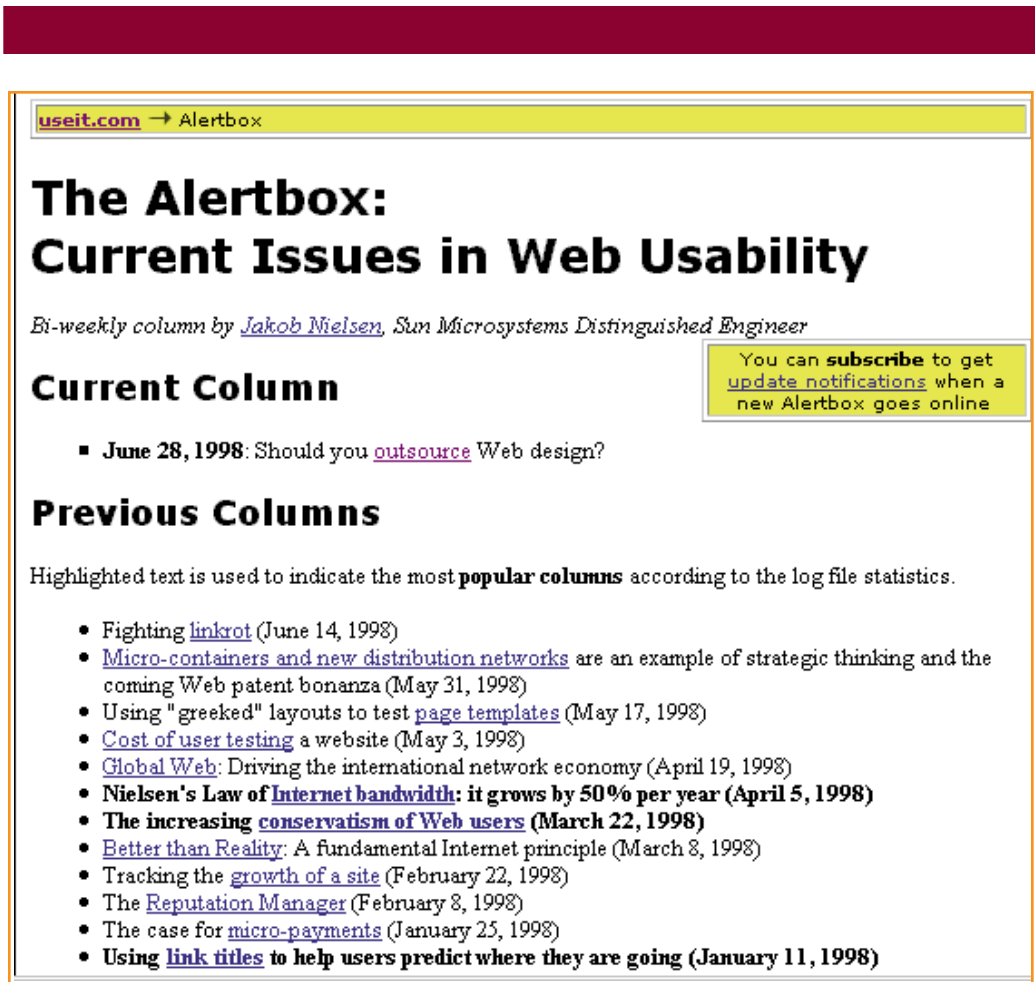 useit.com → Alertbox
The Alertbox:
Current Issues in Web Usability
Bi-weekly column by Jakob Nielsen, Sun Microsystems Distinguished Engineer
You can subscribe to get
update notifications when a
new Alertbox goes online
Current Column
■ June 28, 1998: Should you outsource Web design?
Previous Columns
Highlighted text is used to indicate the most popular columns according to the log file statistics.
• Fighting linkrot (June 14, 1998)
• Micro-containers and new distribution networks are an example of strategic thinking and the
coming Web patent bonanza (May 31, 1998)
• Using "greeked" layouts to test page templates (May 17, 1998)
• Cost of user testing a website (May 3, 1998)
• Global Web: Driving the international network economy (April 19, 1998)
• Nielsen's Law of Internet bandwidth: it grows by 50% per year (April 5, 1998)
• The increasing conservatism of Web users (March 22, 1998)
• Better than Reality: A fundamental Internet principle (March 8, 1998)
• Tracking the growth of a site (February 22, 1998)
• The Reputation Manager (February 8, 1998)
• The case for micro-payments (January 25, 1998)
• Using link titles to help users predict where they are going (January 11, 1998)